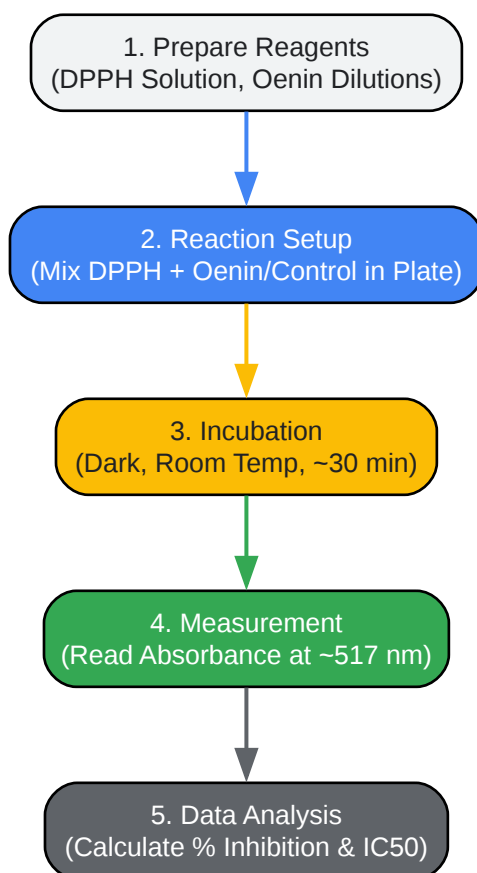 1. Prepare Reagents
(DPPH Solution, Oenin Dilutions)
2. Reaction Setup
(Mix DPPH + Oenin/Control in Plate)
3. Incubation
(Dark, Room Temp, ~30 min)
4. Measurement
(Read Absorbance at ~517 nm)
5. Data Analysis
(Calculate % Inhibition & IC50)